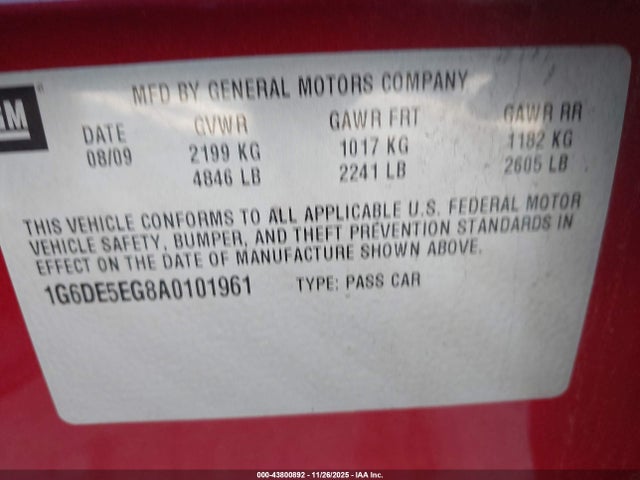 MFD BY GENERAL MOTORS COMPANY
GM
DATE GVWR GAWR FRT GAWR RR
08/09 2199 KG 1017 KG 1182 KG
4846 LB 2241 LB 2605 LB
THIS VEHICLE CONFORMS TO ALL APPLICABLE U.S. FEDERAL MOTOR
VEHICLE SAFETY, BUMPER, AND THEFT PREVENTION STANDARDS IN
EFFECT ON THE DATE OF MANUFACTURE SHOWN ABOVE.
1G6DE5EG8A0101961 TYPE: PASS CAR
000-43800892 - 11/26/2025 - IAA Inc.